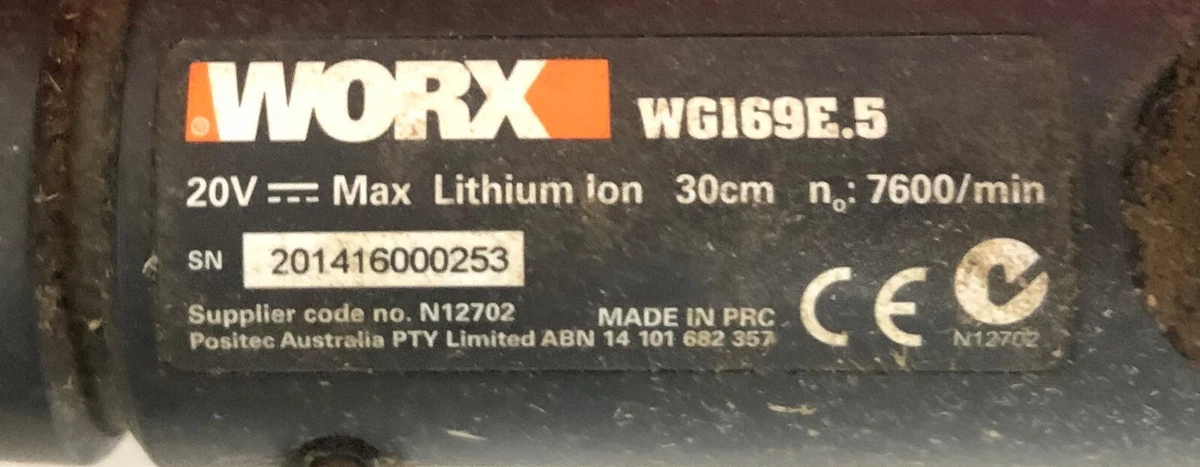 WORX WG169E.5
20V Max Lithium Ion 30cm n₀: 7600/min
SN 201416000253
Supplier code no. N12702 MADE IN PRC
Positec Australia PTY Limited ABN 14 101 682 357
CE
N12702